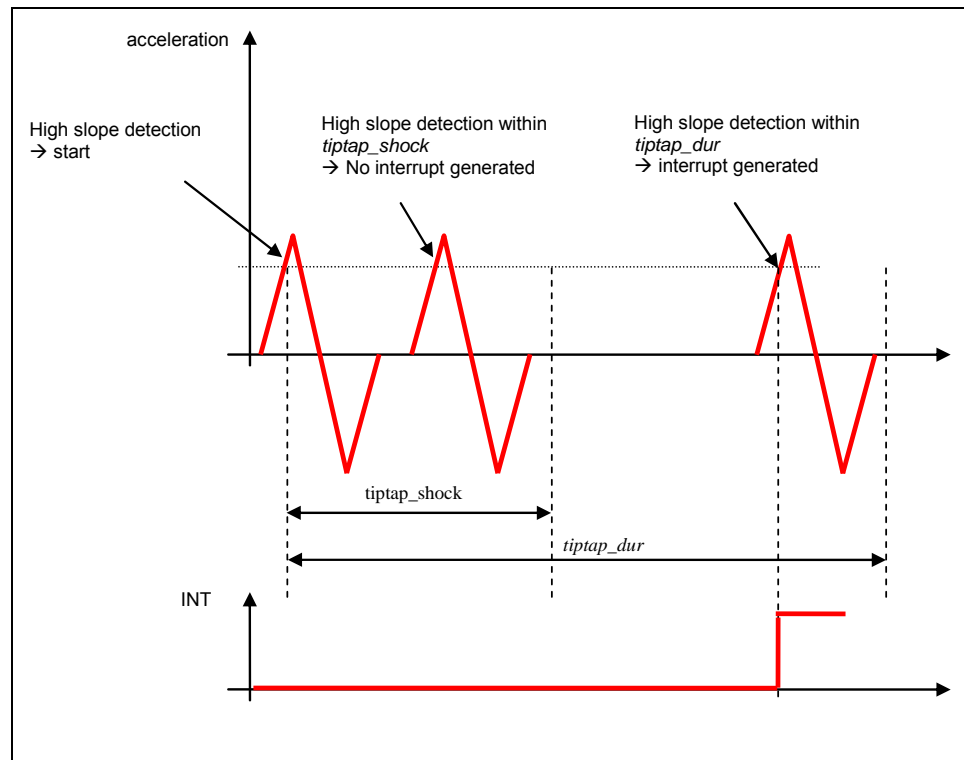 acceleration
High slope detection
→ start
High slope detection within
tiptap_shock
→ No interrupt generated
High slope detection within
tiptap_dur
→ interrupt generated
tiptap_shock
tiptap_dur
INT